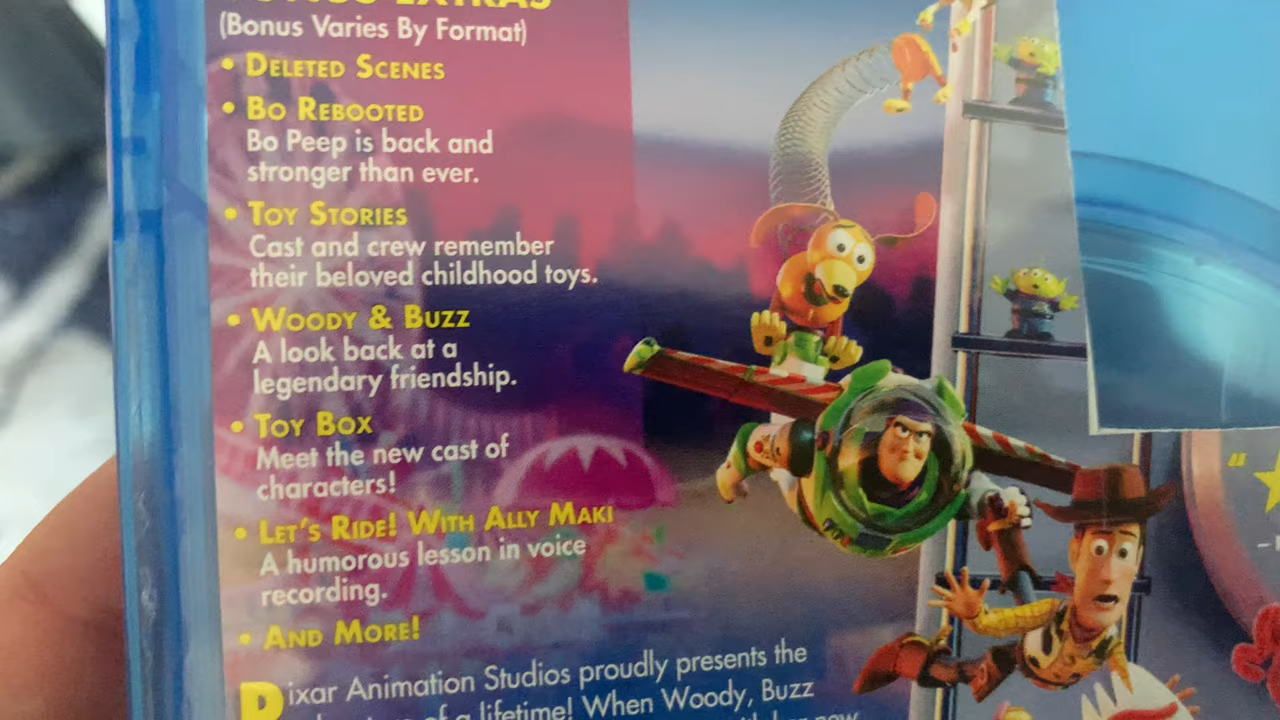 BONUS EXTRAS
(Bonus Varies By Format)
• DELETED SCENES
• BO REBOOTED
Bo Peep is back and
stronger than ever.
• TOY STORIES
Cast and crew remember
their beloved childhood toys.
• WOODY & BUZZ
A look back at a
legendary friendship.
• TOY BOX
Meet the new cast of
characters!
• LET'S RIDE! WITH ALLY MAKI
A humorous lesson in voice
recording.
• AND MORE!
Pixar Animation Studios proudly presents the
of a lifetime! When Woody, Buzz
new